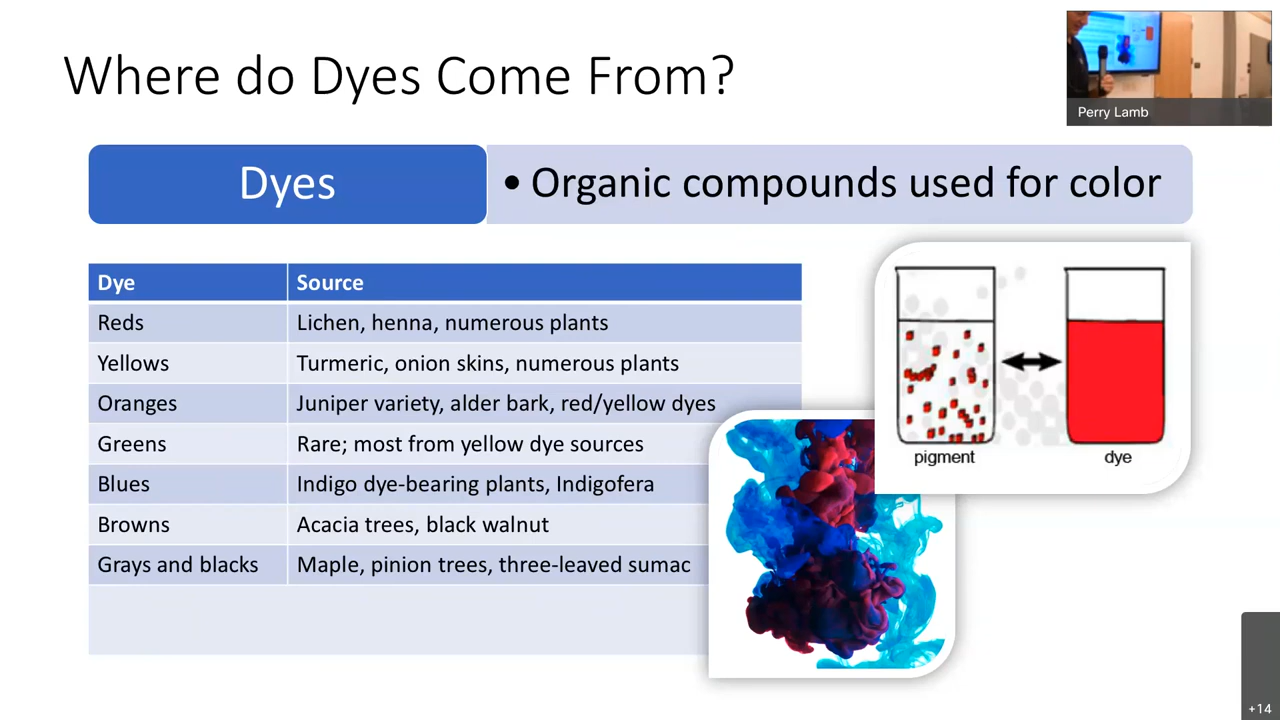 Where do Dyes Come From?
Perry Lamb
Dyes
• Organic compounds used for color
Dye Source
Reds Lichen, henna, numerous plants
Yellows Turmeric, onion skins, numerous plants
Oranges Juniper variety, alder bark, red/yellow dyes
Greens Rare; most from yellow dye sources
Blues Indigo dye-bearing plants, Indigofera
Browns Acacia trees, black walnut
Grays and blacks Maple, pinion trees, three-leaved sumac
pigment
dye
+14